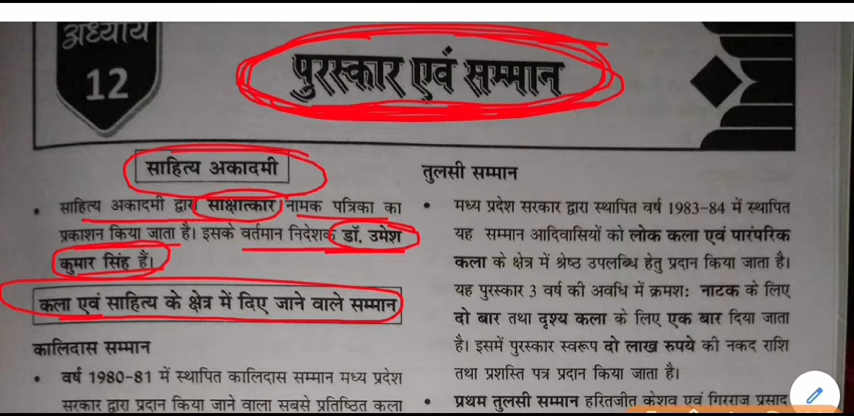 अध्याय
12
पुरस्कार एवं सम्मान
साहित्य अकादमी
• साहित्य अकादमी द्वारा साक्षात्कार नामक पत्रिका का
प्रकाशन किया जाता है। इसके वर्तमान निदेशक डॉ. उमेश
कुमार सिंह हैं।
कला एवं साहित्य के क्षेत्र में दिए जाने वाले सम्मान
कालिदास सम्मान
• वर्ष 1980-81 में स्थापित कालिदास सम्मान मध्य प्रदेश
सरकार द्वारा प्रदान किया जाने वाला सबसे प्रतिष्ठित कला
तुलसी सम्मान
• मध्य प्रदेश सरकार द्वारा स्थापित वर्ष 1983-84 में स्थापित
यह सम्मान आदिवासियों को लोक कला एवं पारंपरिक
कला के क्षेत्र में श्रेष्ठ उपलब्धि हेतु प्रदान किया जाता है।
यह पुरस्कार 3 वर्ष की अवधि में क्रमश: नाटक के लिए
दो बार तथा दृश्य कला के लिए एक बार दिया जाता
है। इसमें पुरस्कार स्वरूप दो लाख रुपये की नकद राशि
तथा प्रशस्ति पत्र प्रदान किया जाता है।
• प्रथम तुलसी सम्मान हरितजीत केशव एवं गिरराज प्रसाद